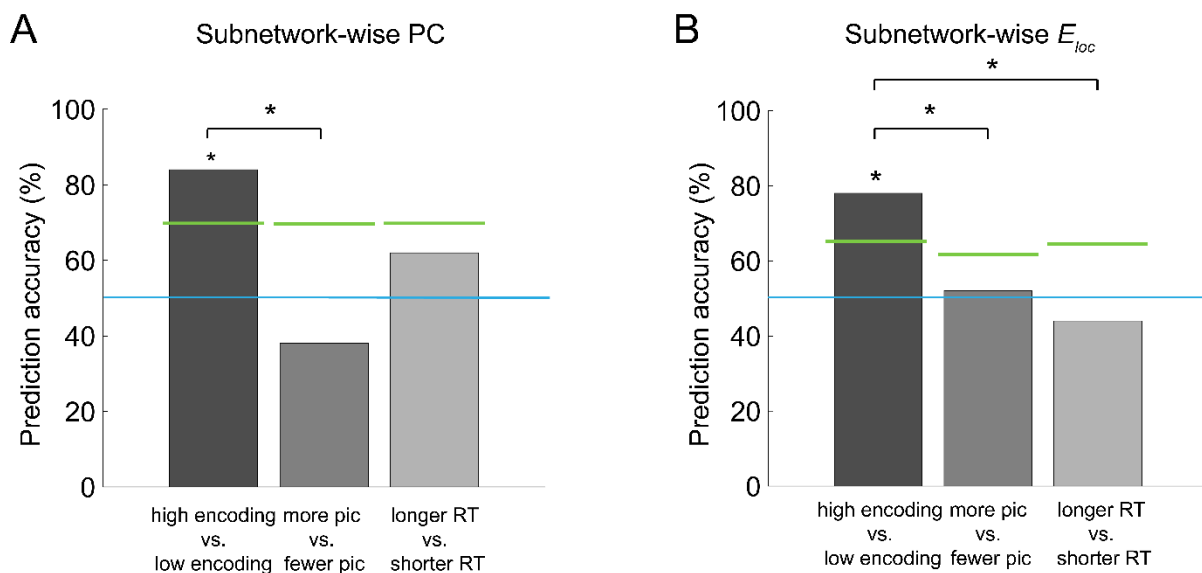 A
Subnetwork-wise PC
Prediction accuracy (%)
100
80
60
40
20
0
*
*
high encoding
vs.
low encoding
more pic
vs.
fewer pic
longer RT
vs.
shorter RT
B
Subnetwork-wise E_loc
Prediction accuracy (%)
100
80
60
40
20
0
*
*
*
high encoding
vs.
low encoding
more pic
vs.
fewer pic
longer RT
vs.
shorter RT